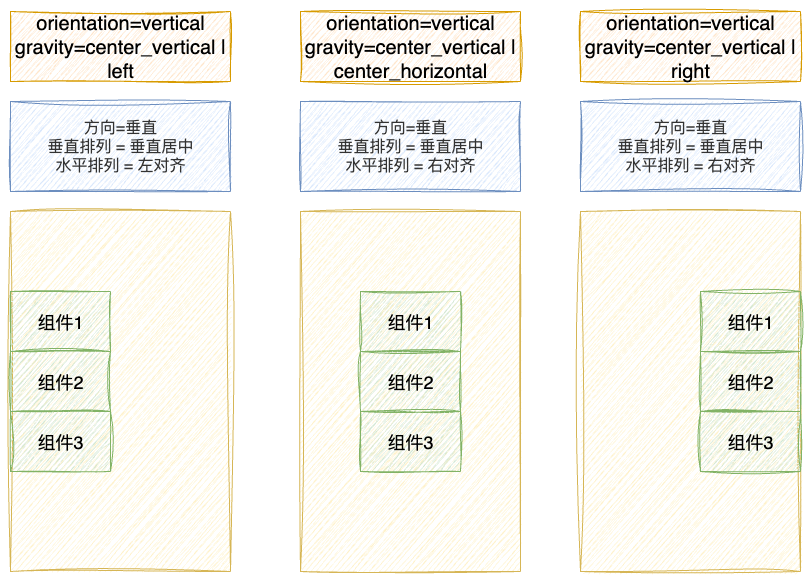 orientation=vertical
gravity=center_vertical |
left
orientation=vertical
gravity=center_vertical |
center_horizontal
orientation=vertical
gravity=center_vertical |
right
方向=垂直
垂直排列 = 垂直居中
水平排列 = 左对齐
方向=垂直
垂直排列 = 垂直居中
水平排列 = 右对齐
方向=垂直
垂直排列 = 垂直居中
水平排列 = 右对齐
组件1
组件2
组件3
组件1
组件2
组件3
组件1
组件2
组件3